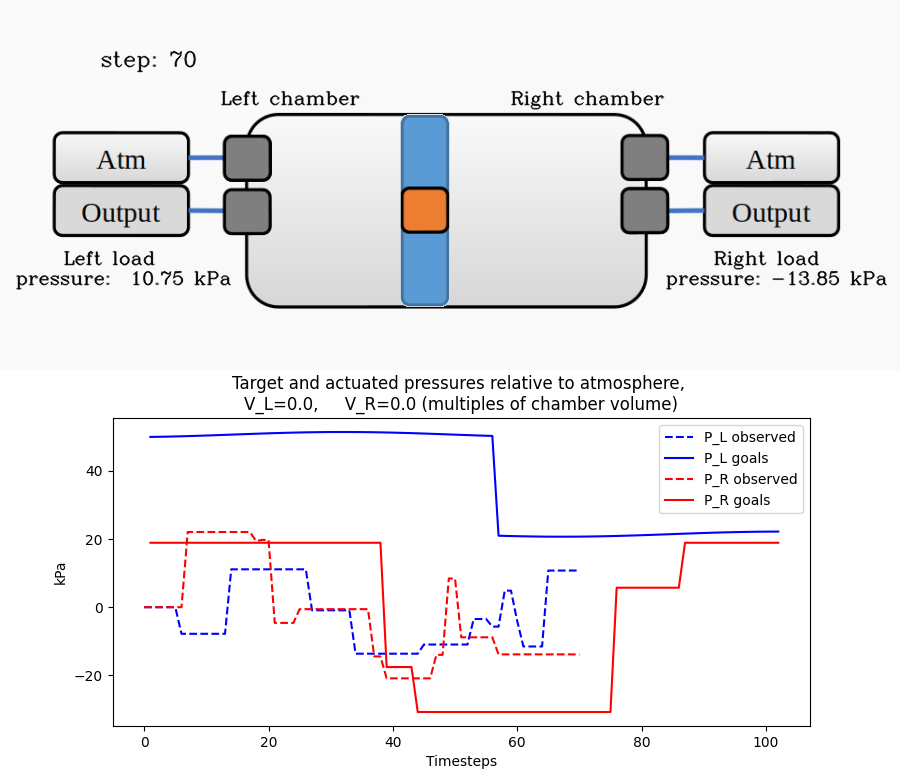 step: 70
Left chamber
Right chamber
Atm
Atm
Output
Output
Left load
pressure: 10.75 kPa
Right load
pressure: −13.85 kPa
Target and actuated pressures relative to atmosphere,
V_L=0.0, V_R=0.0 (multiples of chamber volume)
P_L observed
P_L goals
P_R observed
P_R goals
40
20
0
−20
kPa
0 20 40 60 80 100
Timesteps